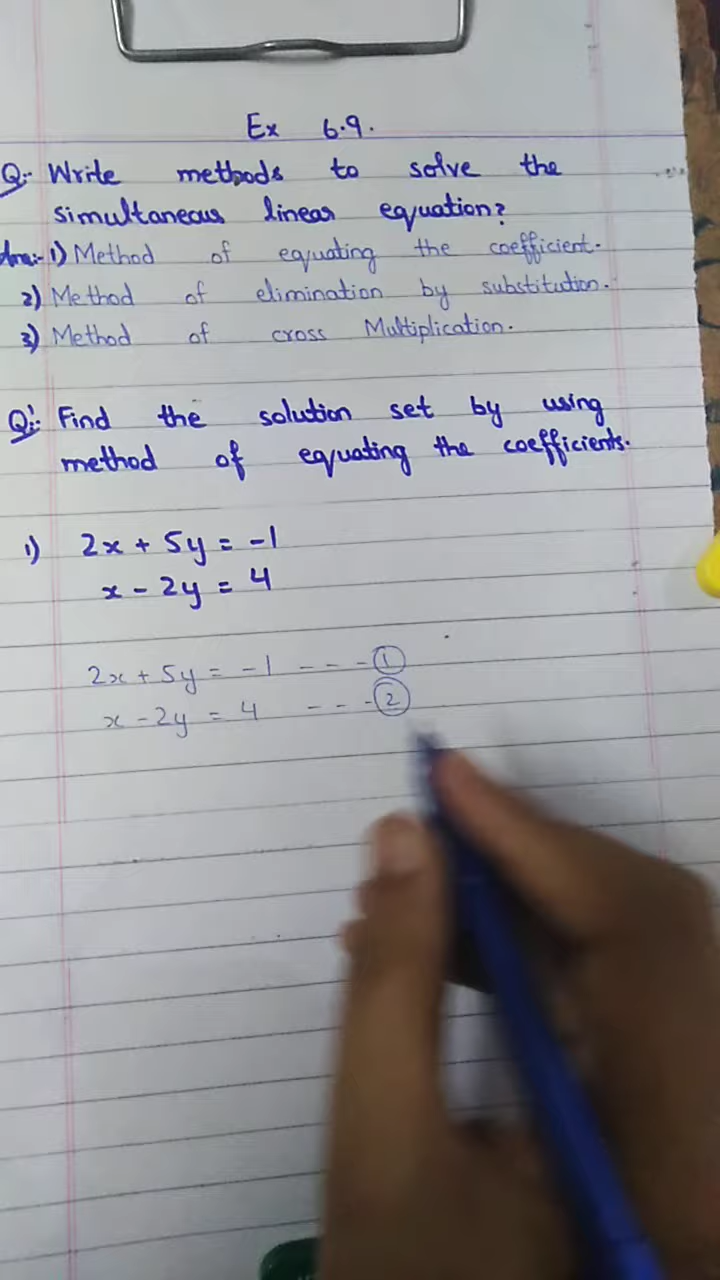 Ex 6.9.
Q:- Write methods to solve the
simultaneous linear equation?
Ans:- 1) Method of equating the coefficient.
2) Method of elimination by substitution.
3) Method of cross Multiplication.
Q1: Find the solution set by using
method of equating the coefficients.
1) 2x + 5y = -1
x - 2y = 4
2x + 5y = -1 - - - ①
x - 2y = 4 - - - ②